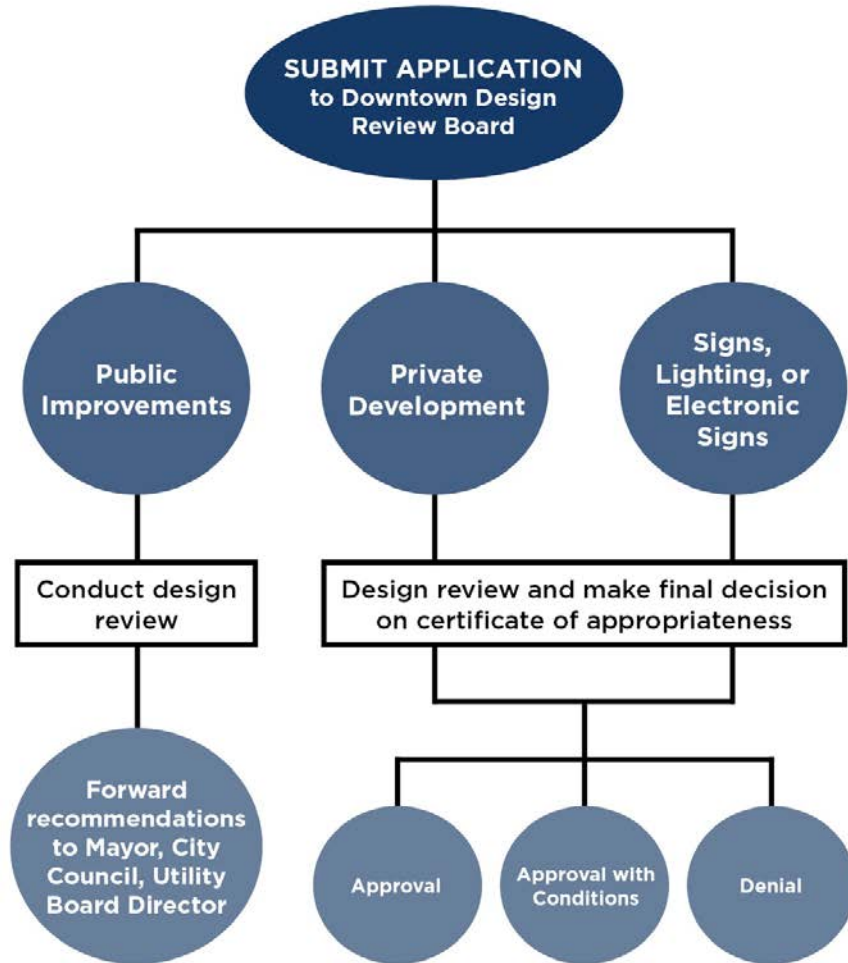 SUBMIT APPLICATION
to Downtown Design
Review Board
Public
Improvements
Private
Development
Signs,
Lighting, or
Electronic
Signs
Conduct design
review
Design review and make final decision
on certificate of appropriateness
Forward
recommendations
to Mayor, City
Council, Utility
Board Director
Approval
Approval with
Conditions
Denial